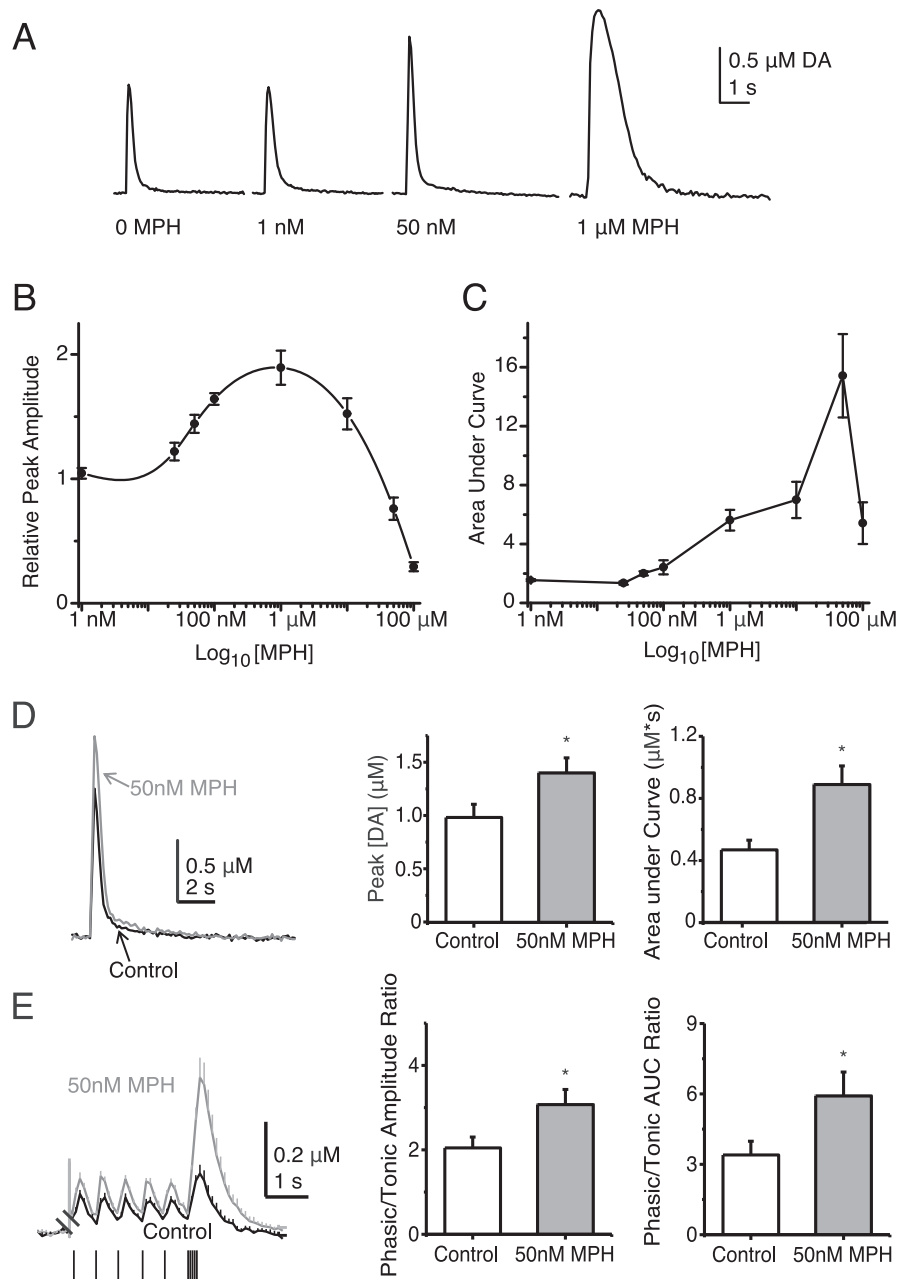 A
0.5 µM DA
1 s
0 MPH
1 nM
50 nM
1 µM MPH
B
Relative Peak Amplitude
2
1
0
1 nM
100 nM
1 µM
100 µM
Log10[MPH]
C
Area Under Curve
16
12
8
4
0
1 nM
100 nM
1 µM
100 µM
Log10[MPH]
D
50nM MPH
0.5 µM
2 s
Control
Peak [DA] (µM)
1.5
1.0
0.5
0
Control
50nM MPH
*
Area under Curve (µM*s)
1.2
0.8
0.4
0
Control
50nM MPH
*
E
50nM MPH
0.2 µM
1 s
Control
Phasic/Tonic Amplitude Ratio
4
2
0
Control
50nM MPH
*
Phasic/Tonic AUC Ratio
9
6
3
0
Control
50nM MPH
*